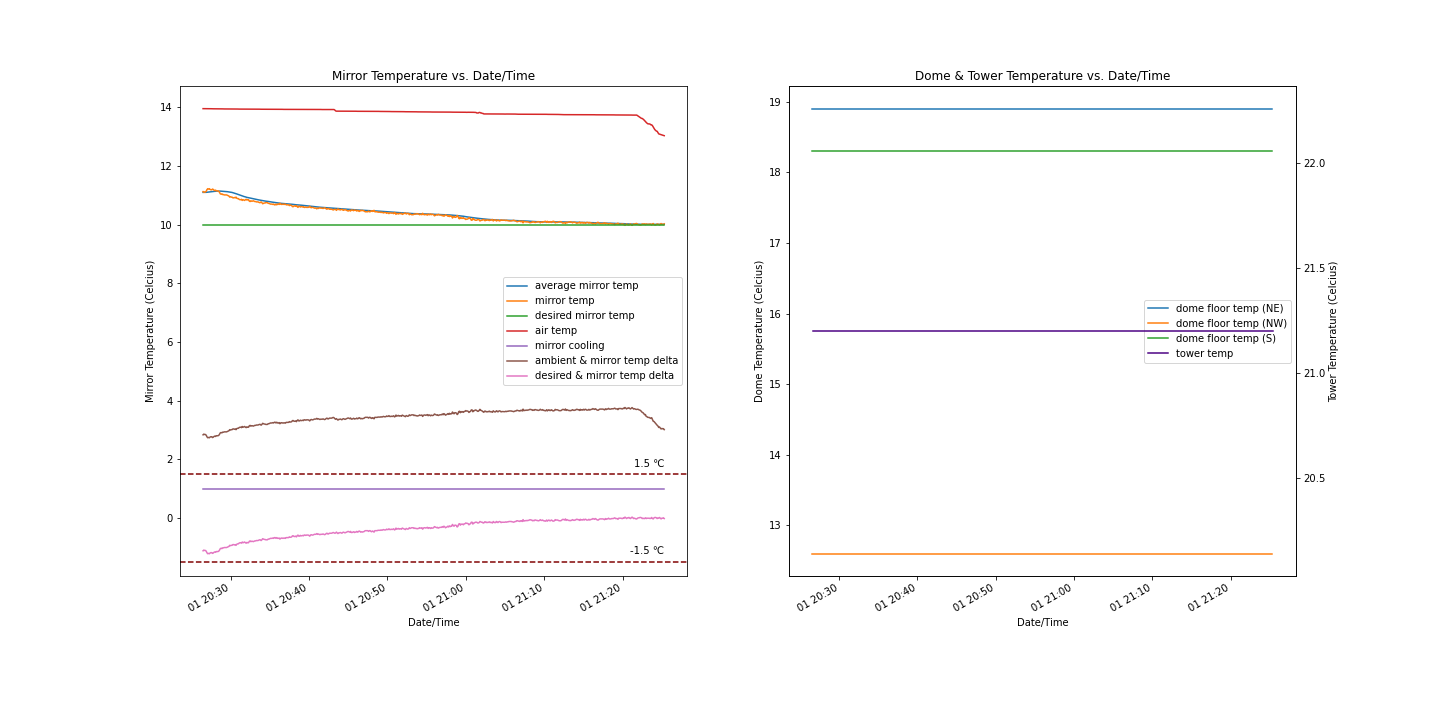 Mirror Temperature vs. Date/Time
14
12
10
8
6
4
2
0
Mirror Temperature (Celcius)
average mirror temp
mirror temp
desired mirror temp
air temp
mirror cooling
ambient & mirror temp delta
desired & mirror temp delta
1.5 ℃
-1.5 ℃
01 20:30
01 20:40
01 20:50
01 21:00
01 21:10
01 21:20
Date/Time
Dome & Tower Temperature vs. Date/Time
19
18
17
16
15
14
13
Dome Temperature (Celcius)
dome floor temp (NE)
dome floor temp (NW)
dome floor temp (S)
tower temp
22.0
21.5
21.0
20.5
Tower Temperature (Celcius)
01 20:30
01 20:40
01 20:50
01 21:00
01 21:10
01 21:20
Date/Time